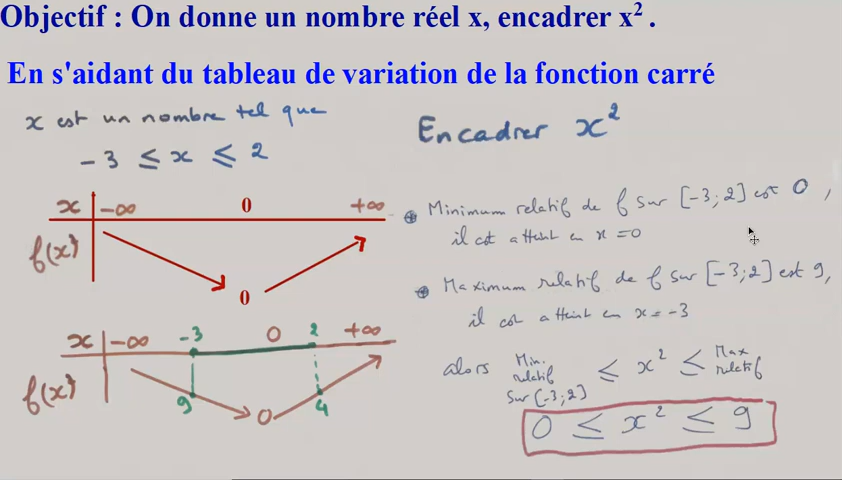 Objectif : On donne un nombre réel x, encadrer x².
En s'aidant du tableau de variation de la fonction carré
x est un nombre tel que
-3 ≤ x ≤ 2
Encadrer x²
x -∞ 0 +∞
f(x)
0
x -∞ -3 0 2 +∞
f(x)
9 0 4
Minimum relatif de f sur [-3;2] est 0,
il est atteint en x = 0
Maximum relatif de f sur [-3;2] est 9,
il est atteint en x = -3
alors Min. relatif sur [-3;2] ≤ x² ≤ Max relatif
0 ≤ x² ≤ 9